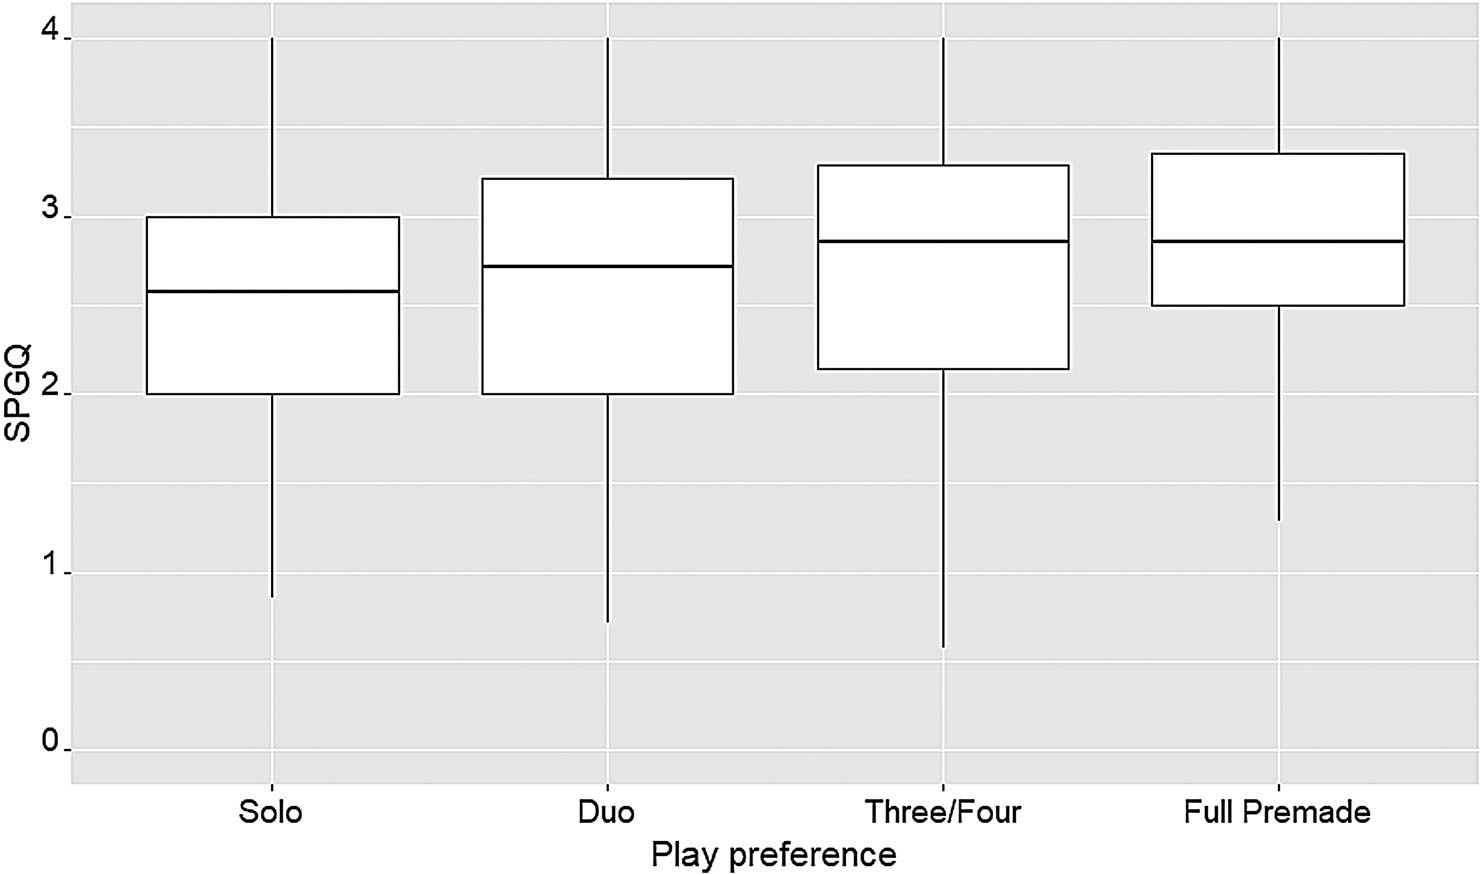 4
3
2
1
0
SPGQ
Solo
Duo
Three/Four
Full Premade
Play preference